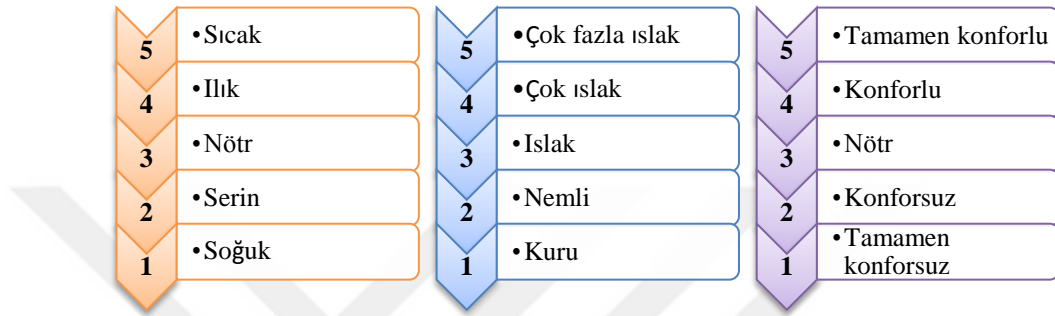 5
• Sıcak
4
• Ilık
3
• Nötr
2
• Serin
1
• Soğuk
5
• Çok fazla ıslak
4
• Çok ıslak
3
• Islak
2
• Nemli
1
• Kuru
5
• Tamamen konforlu
4
• Konforlu
3
• Nötr
2
• Konforsuz
1
• Tamamen
konforsuz